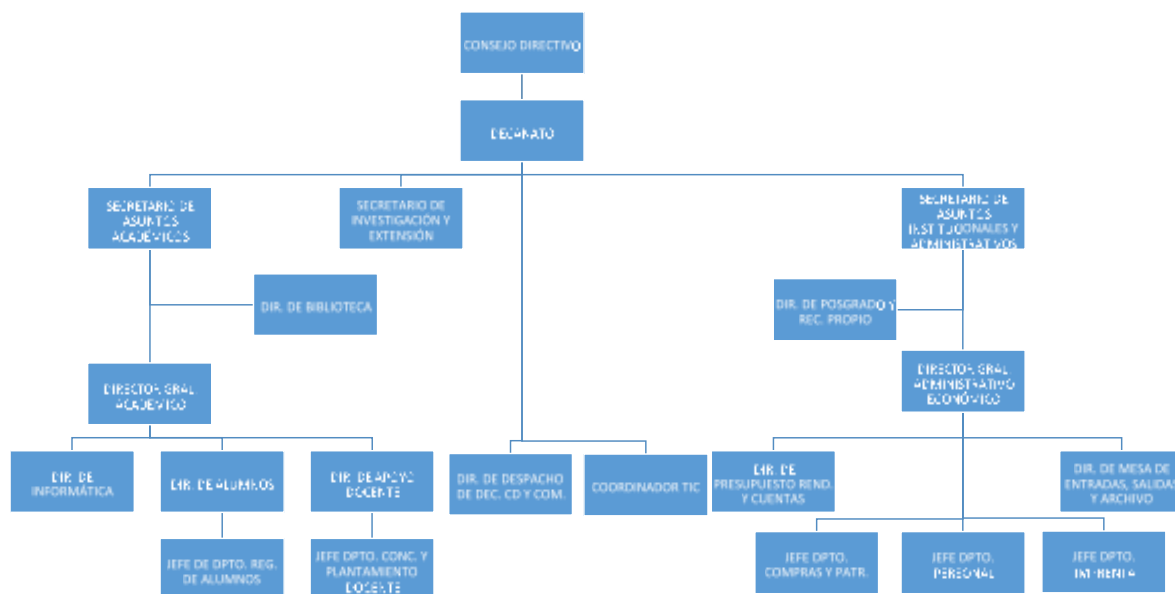 CONSEJO DIRECTIVO
DECANATO
SECRETARIO DE
ASUNTOS
ACADÉMICOS
SECRETARIO DE
INVESTIGACIÓN Y
EXTENSIÓN
SECRETARIO DE
ASUNTOS
INSTITUCIONALES Y
ADMINISTRATIVOS
DIR. DE BIBLIOTECA
DIR. DE POSGRADO Y
REC. PROPIO
DIRECTOR GRAL.
ACADÉMICO
DIRECTOR GRAL.
ADMINISTRATIVO
ECONÓMICO
DIR. DE
INFORMÁTICA
DIR. DE ALUMNOS
DIR. DE APOYO
DOCENTE
DIR. DE DESPACHO
DE DEC. CD Y COM.
COORDINADOR TIC
DIR. DE
PRESUPUESTO REND.
Y CUENTAS
DIR. DE MESA DE
ENTRADAS, SALIDAS
Y ARCHIVO
JEFE DE DPTO. REG.
DE ALUMNOS
JEFE DPTO. CONC. Y
PLANTAMIENTO
DOCENTE
JEFE DPTO.
COMPRAS Y PATR.
JEFE DPTO.
PERSONAL
JEFE DPTO.
IMPRENTA